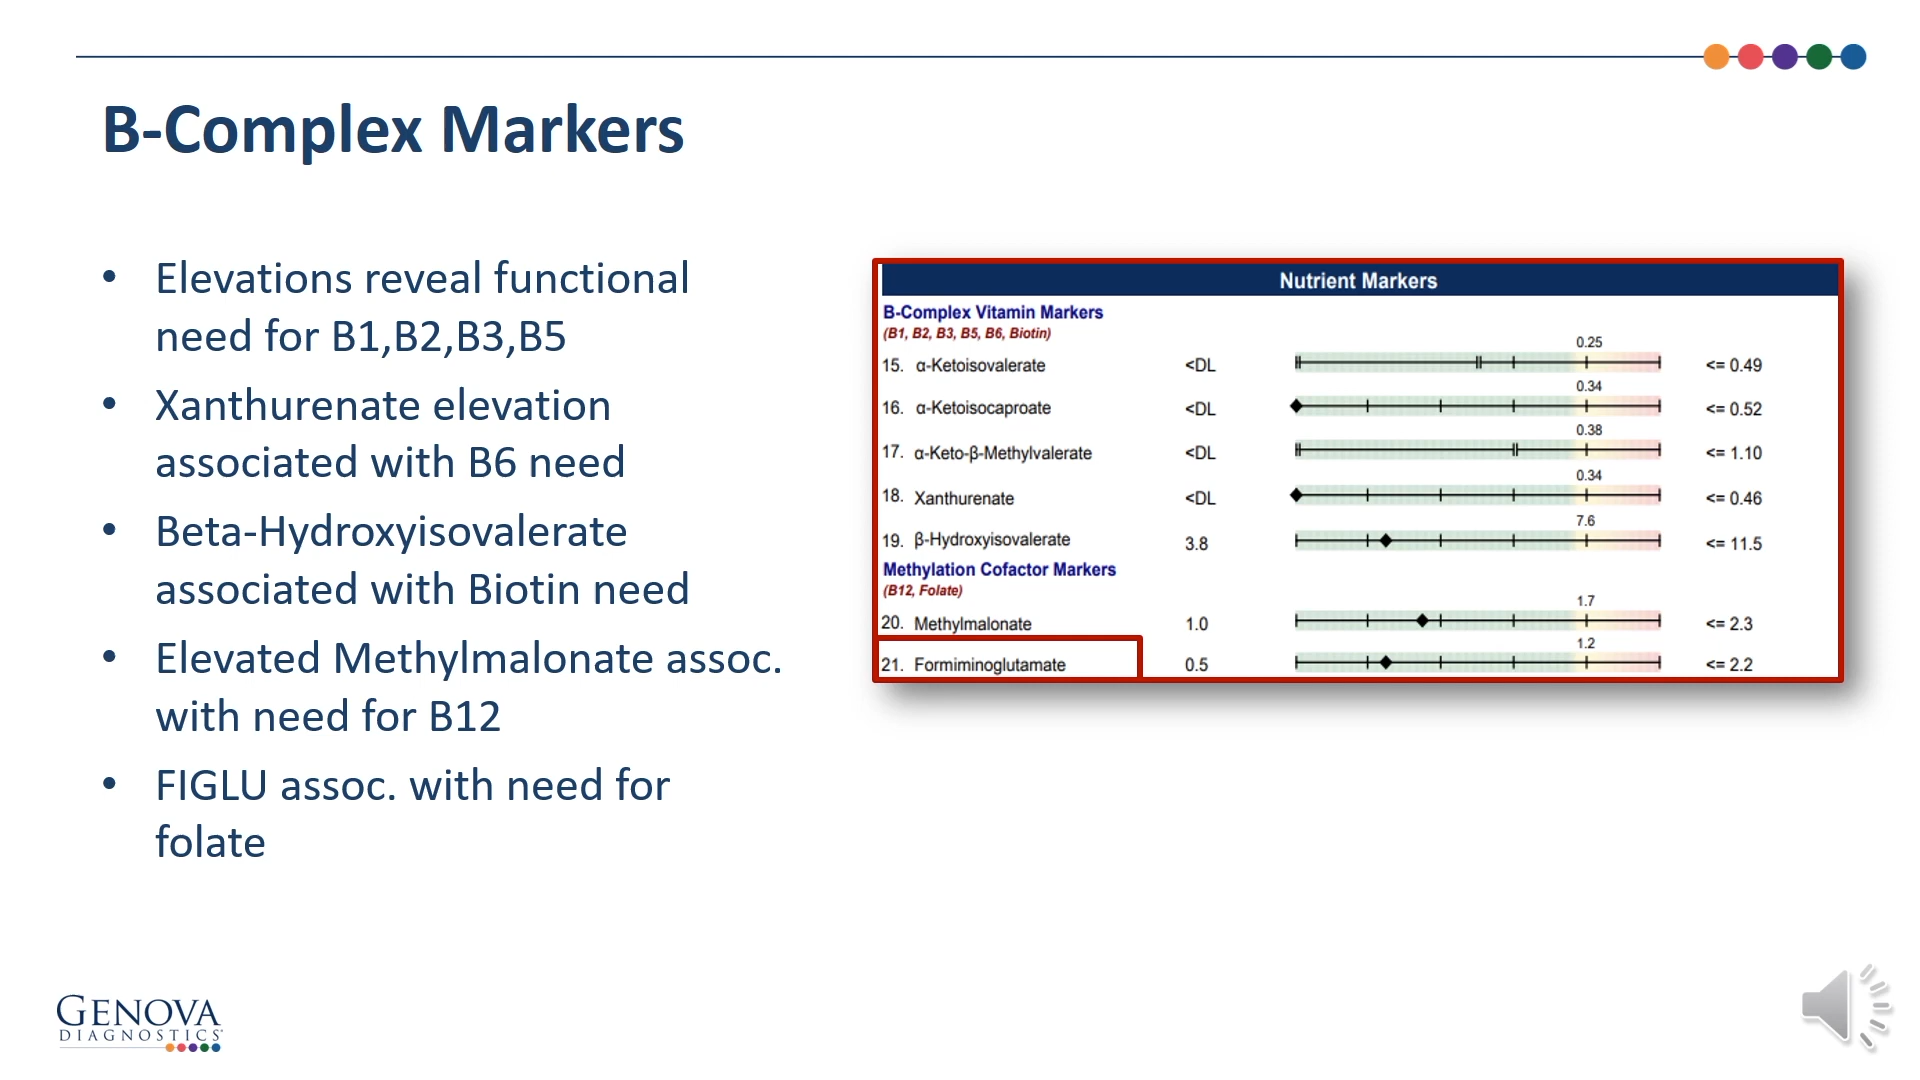 B-Complex Markers
• Elevations reveal functional
need for B1,B2,B3,B5
• Xanthurenate elevation
associated with B6 need
• Beta-Hydroxyisovalerate
associated with Biotin need
• Elevated Methylmalonate assoc.
with need for B12
• FIGLU assoc. with need for
folate
Nutrient Markers
B-Complex Vitamin Markers
(B1, B2, B3, B5, B6, Biotin)
0.25
15. α-Ketoisovalerate <DL <= 0.49
0.34
16. α-Ketoisocaproate <DL <= 0.52
0.38
17. α-Keto-β-Methylvalerate <DL <= 1.10
0.34
18. Xanthurenate <DL <= 0.46
7.6
19. β-Hydroxyisovalerate 3.8 <= 11.5
Methylation Cofactor Markers
(B12, Folate)
1.7
20. Methylmalonate 1.0 <= 2.3
1.2
21. Formiminoglutamate 0.5 <= 2.2
GENOVA
DIAGNOSTICS